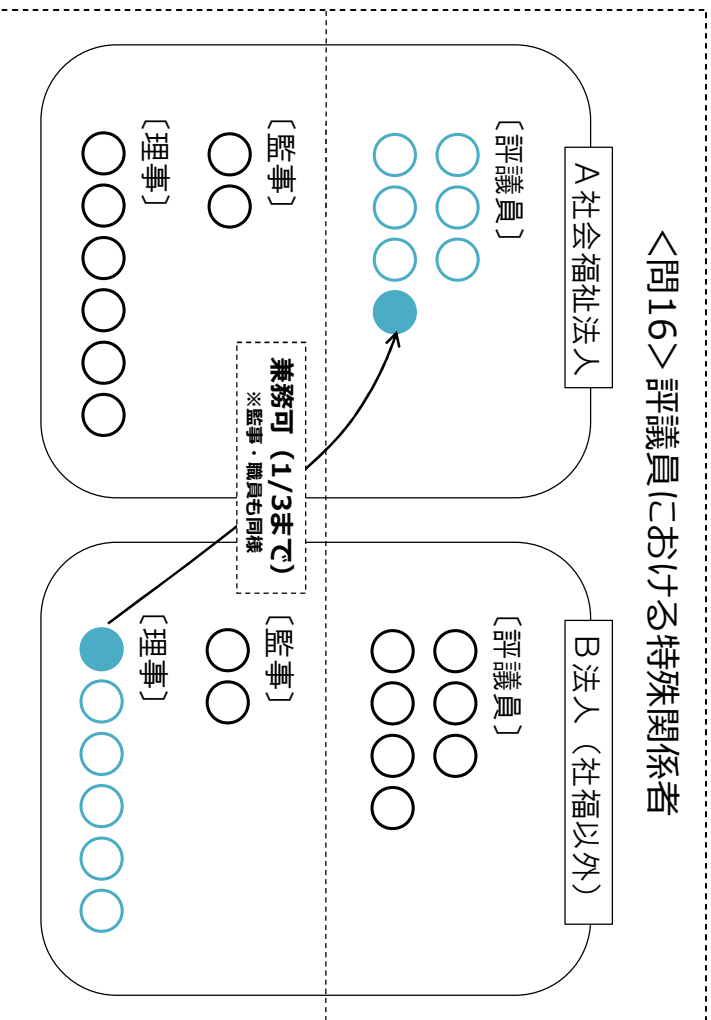 <問16>評議員における特殊関係者
A社会福祉法人
〔評議員〕
〔監事〕
〔理事〕
兼務可（1/3まで）
※監事・職員も同様
B法人（社福以外）
〔評議員〕
〔監事〕
〔理事〕